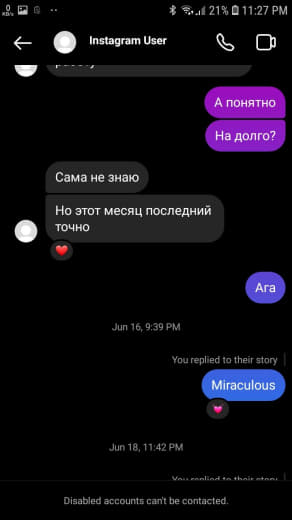 0
KB/s
21%
11:27 PM
Instagram User
А понятно
На долго?
Сама не знаю
Но этот месяц последний
точно
Ага
Jun 16, 9:39 PM
You replied to their story
Miraculous
Jun 18, 11:42 PM
You replied to their story
Disabled accounts can't be contacted.